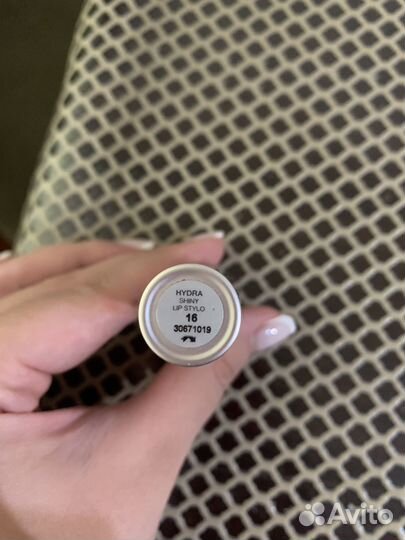 HYDRA
SHINY
LIP STYLO
16
30671019
Avito